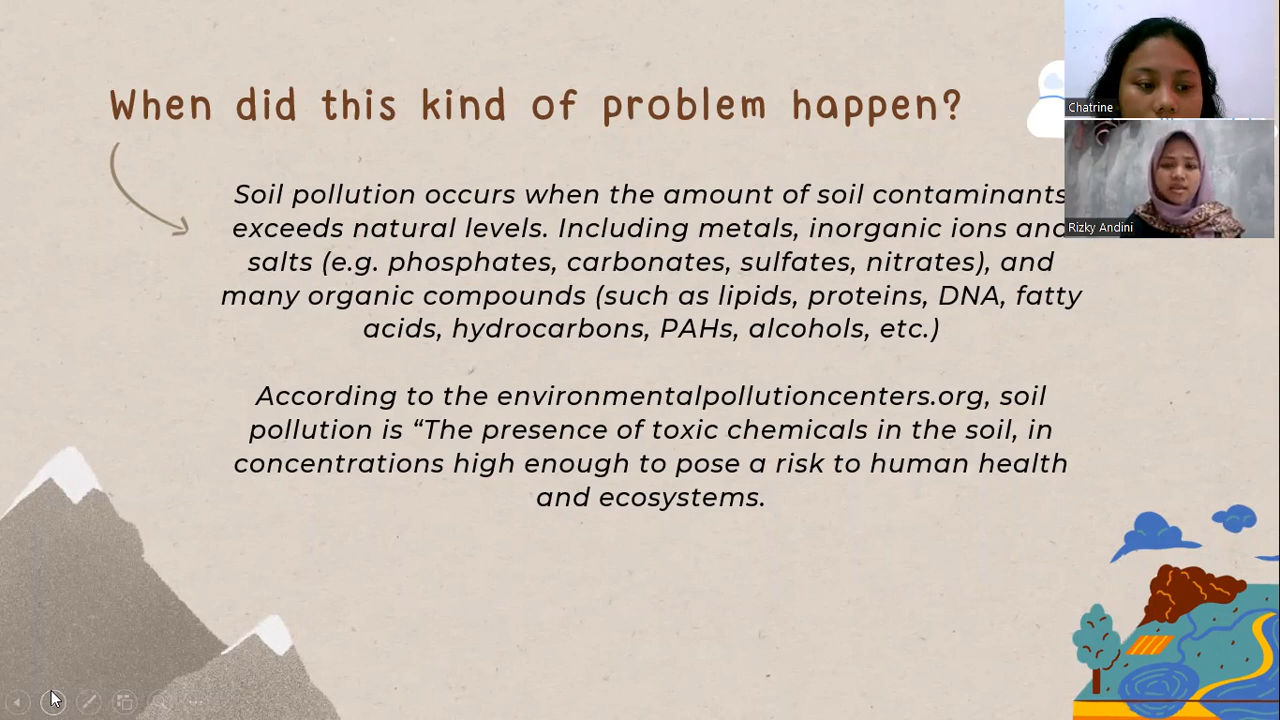 When did this kind of problem happen?
Soil pollution occurs when the amount of soil contaminants
exceeds natural levels. Including metals, inorganic ions and
salts (e.g. phosphates, carbonates, sulfates, nitrates), and
many organic compounds (such as lipids, proteins, DNA, fatty
acids, hydrocarbons, PAHs, alcohols, etc.)
According to the environmentalpollutioncenters.org, soil
pollution is “The presence of toxic chemicals in the soil, in
concentrations high enough to pose a risk to human health
and ecosystems.
Chatrine
Rizky Andini